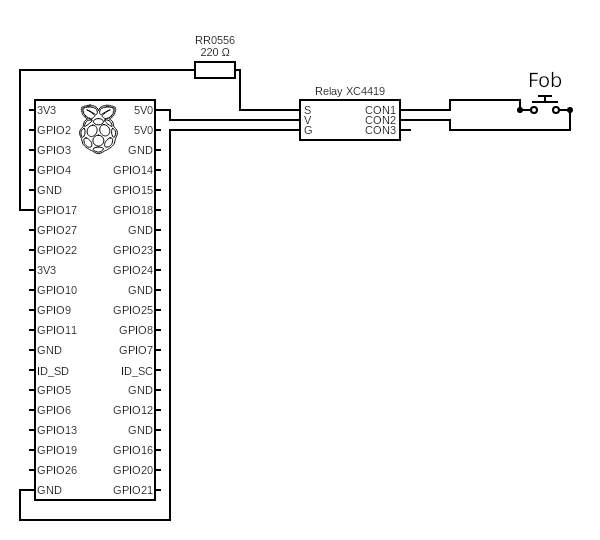 RR0556
220 Ω
Relay XC4419
Fob
S CON1
V CON2
G CON3
3V3 5V0
GPIO2 5V0
GPIO3 GND
GPIO4 GPIO14
GND GPIO15
GPIO17 GPIO18
GPIO27 GND
GPIO22 GPIO23
3V3 GPIO24
GPIO10 GND
GPIO9 GPIO25
GPIO11 GPIO8
GND GPIO7
ID_SD ID_SC
GPIO5 GND
GPIO6 GPIO12
GPIO13 GND
GPIO19 GPIO16
GPIO26 GPIO20
GND GPIO21